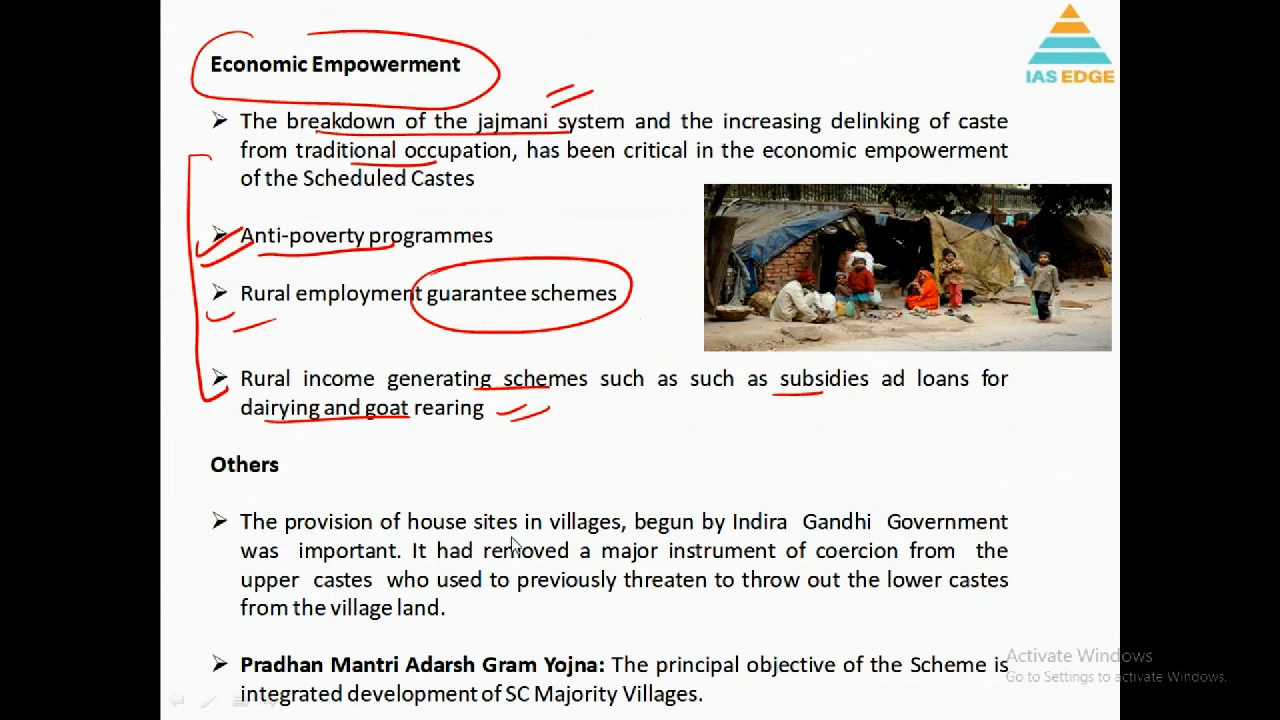 IAS EDGE
Economic Empowerment
➤ The breakdown of the jajmani system and the increasing delinking of caste
from traditional occupation, has been critical in the economic empowerment
of the Scheduled Castes
➤ Anti-poverty programmes
➤ Rural employment guarantee schemes
➤ Rural income generating schemes such as such as subsidies ad loans for
dairying and goat rearing
Others
➤ The provision of house sites in villages, begun by Indira Gandhi Government
was important. It had removed a major instrument of coercion from the
upper castes who used to previously threaten to throw out the lower castes
from the village land.
➤ Pradhan Mantri Adarsh Gram Yojna: The principal objective of the Scheme is
integrated development of SC Majority Villages.
Activate Windows
Go to Settings to activate Windows.